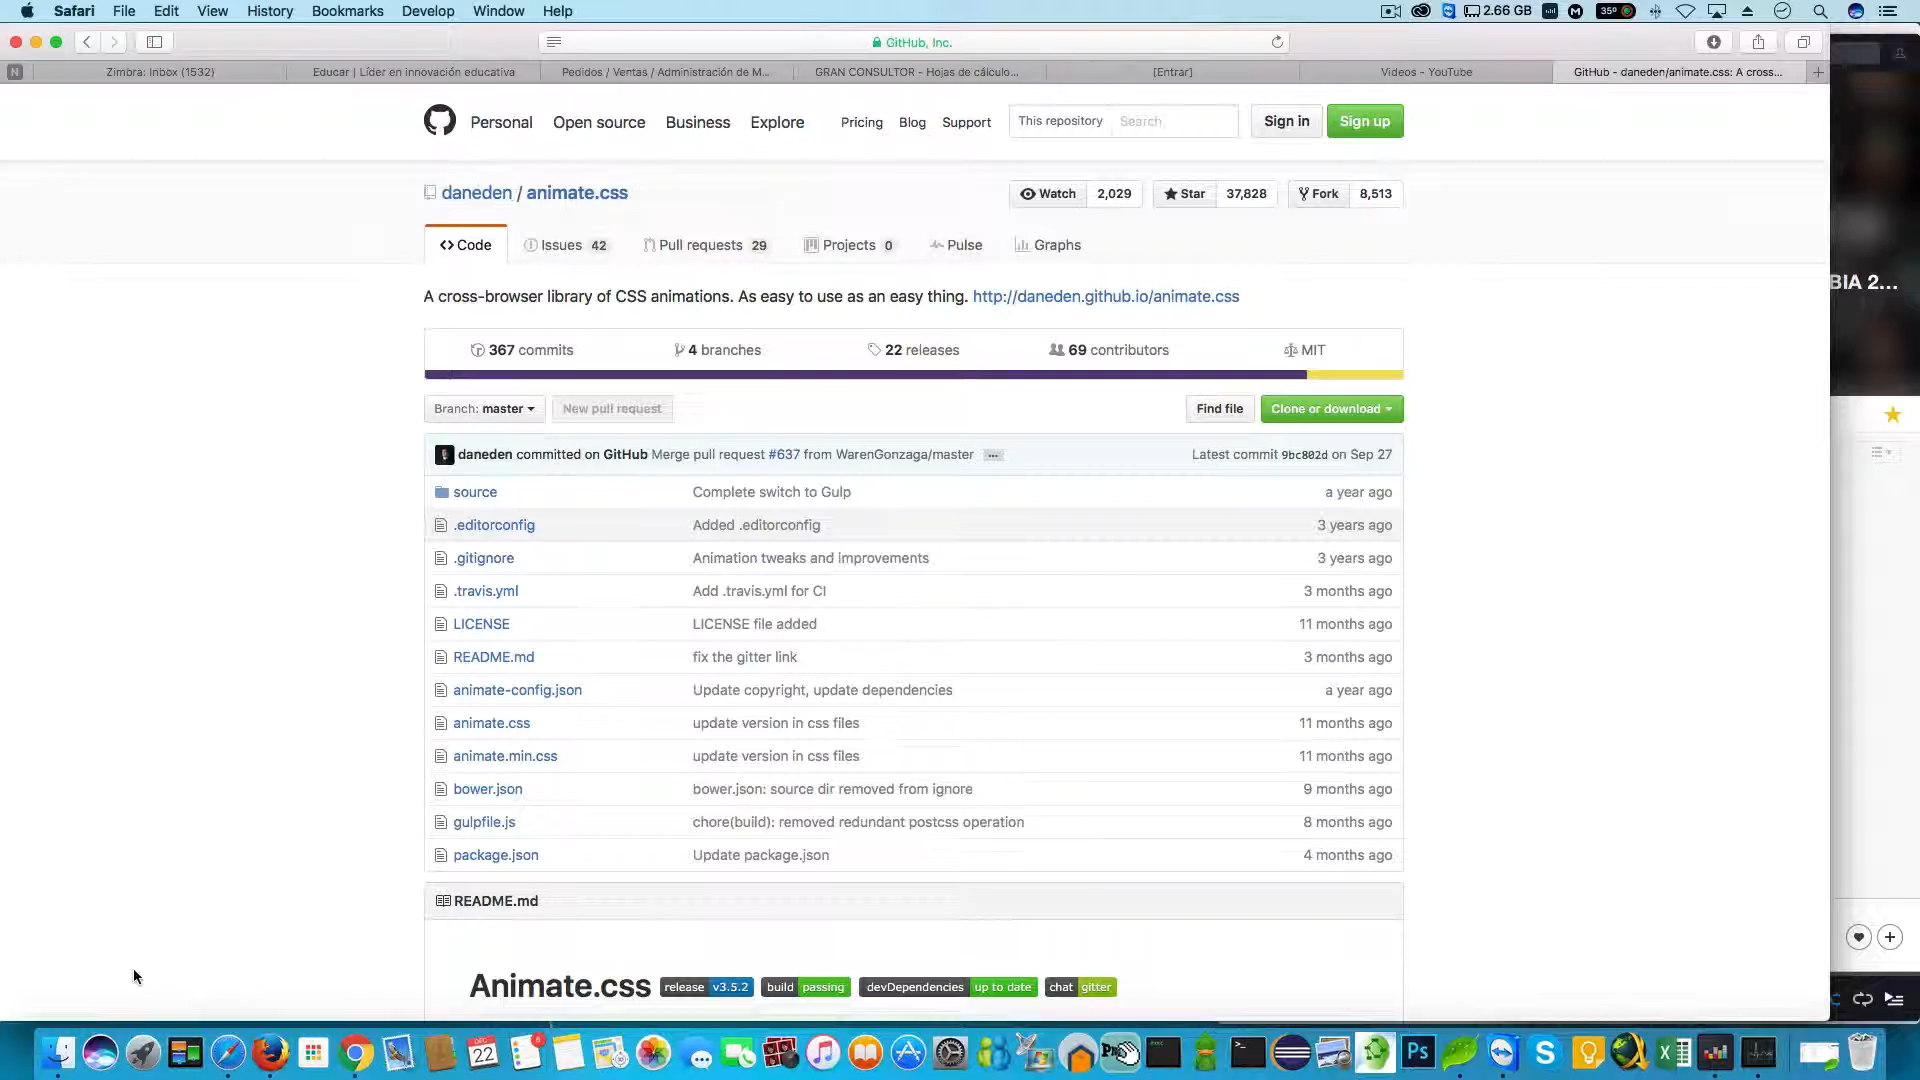 Safari File Edit View History Bookmarks Develop Window Help 2.66 GB 35º
GitHub, Inc.
N Zimbra: Inbox (1532) Educar | Líder en innovación educativa Pedidos / Ventas / Administración de M... GRAN CONSULTOR - Hojas de cálculo... [Entrar] Videos - YouTube GitHub - daneden/animate.css: A cross...
Personal Open source Business Explore Pricing Blog Support This repository Search Sign in Sign up
daneden / animate.css Watch 2,029 Star 37,828 Fork 8,513
Code Issues 42 Pull requests 29 Projects 0 Pulse Graphs
BIA 2...
A cross-browser library of CSS animations. As easy to use as an easy thing. http://daneden.github.io/animate.css
367 commits 4 branches 22 releases 69 contributors MIT
Branch: master New pull request Find file Clone or download
daneden committed on GitHub Merge pull request #637 from WarenGonzaga/master ... Latest commit 9bc802d on Sep 27
source Complete switch to Gulp a year ago
.editorconfig Added .editorconfig 3 years ago
.gitignore Animation tweaks and improvements 3 years ago
.travis.yml Add .travis.yml for CI 3 months ago
LICENSE LICENSE file added 11 months ago
README.md fix the gitter link 3 months ago
animate-config.json Update copyright, update dependencies a year ago
animate.css update version in css files 11 months ago
animate.min.css update version in css files 11 months ago
bower.json bower.json: source dir removed from ignore 9 months ago
gulpfile.js chore(build): removed redundant postcss operation 8 months ago
package.json Update package.json 4 months ago
README.md
Animate.css release v3.5.2 build passing devDependencies up to date chat gitter
22 6 Ps S X